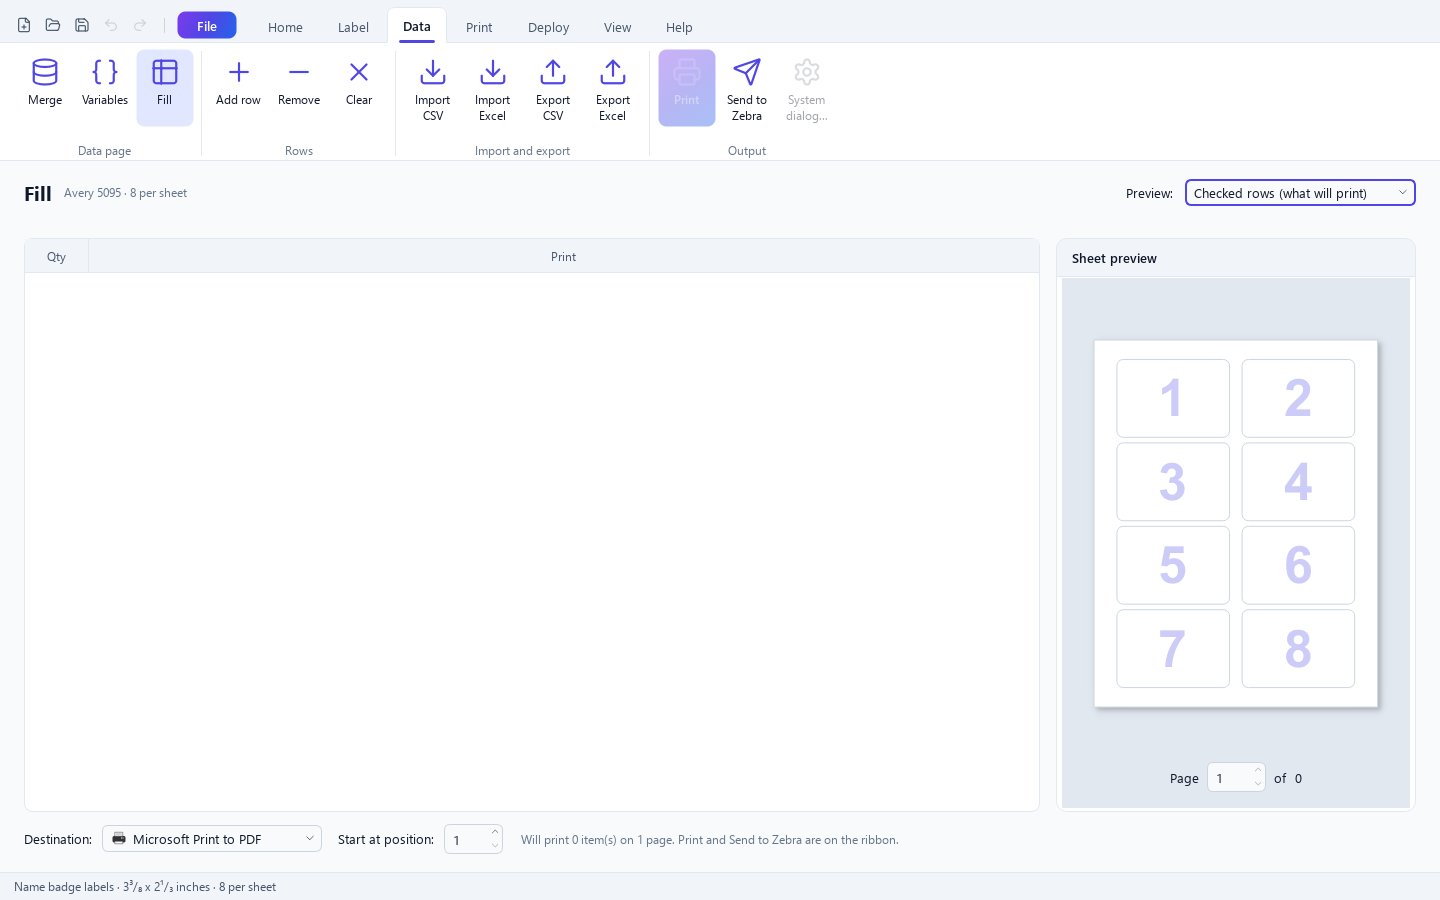 File
Home
Label
Data
Print
Deploy
View
Help
Merge
Variables
Fill
Add row
Remove
Clear
Import
CSV
Import
Excel
Export
CSV
Export
Excel
Print
Send to
Zebra
System
dialog...
Data page
Rows
Import and export
Output
Fill
Avery 5095 · 8 per sheet
Preview:
Checked rows (what will print)
Qty
Print
Sheet preview
1
2
3
4
5
6
7
8
Page
1
of 0
Destination:
Microsoft Print to PDF
Start at position:
1
Will print 0 item(s) on 1 page. Print and Send to Zebra are on the ribbon.
Name badge labels · 3³/₈ x 2¹/₃ inches · 8 per sheet